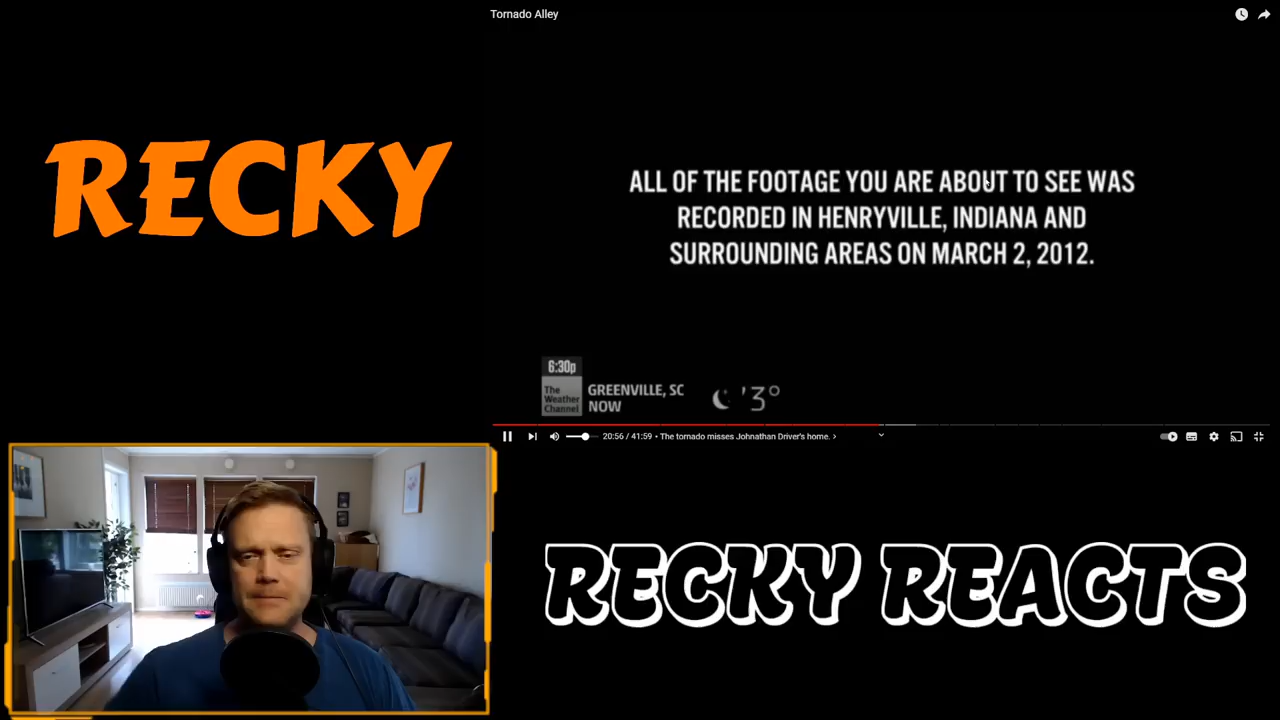 Tornado Alley
RECKY
ALL OF THE FOOTAGE YOU ARE ABOUT TO SEE WAS
RECORDED IN HENRYVILLE, INDIANA AND
SURROUNDING AREAS ON MARCH 2, 2012.
6:30p
The
Weather
Channel
GREENVILLE, SC
NOW
20:56 / 41:59 • The tornado misses Johnathan Driver's home. ›
RECKY REACTS